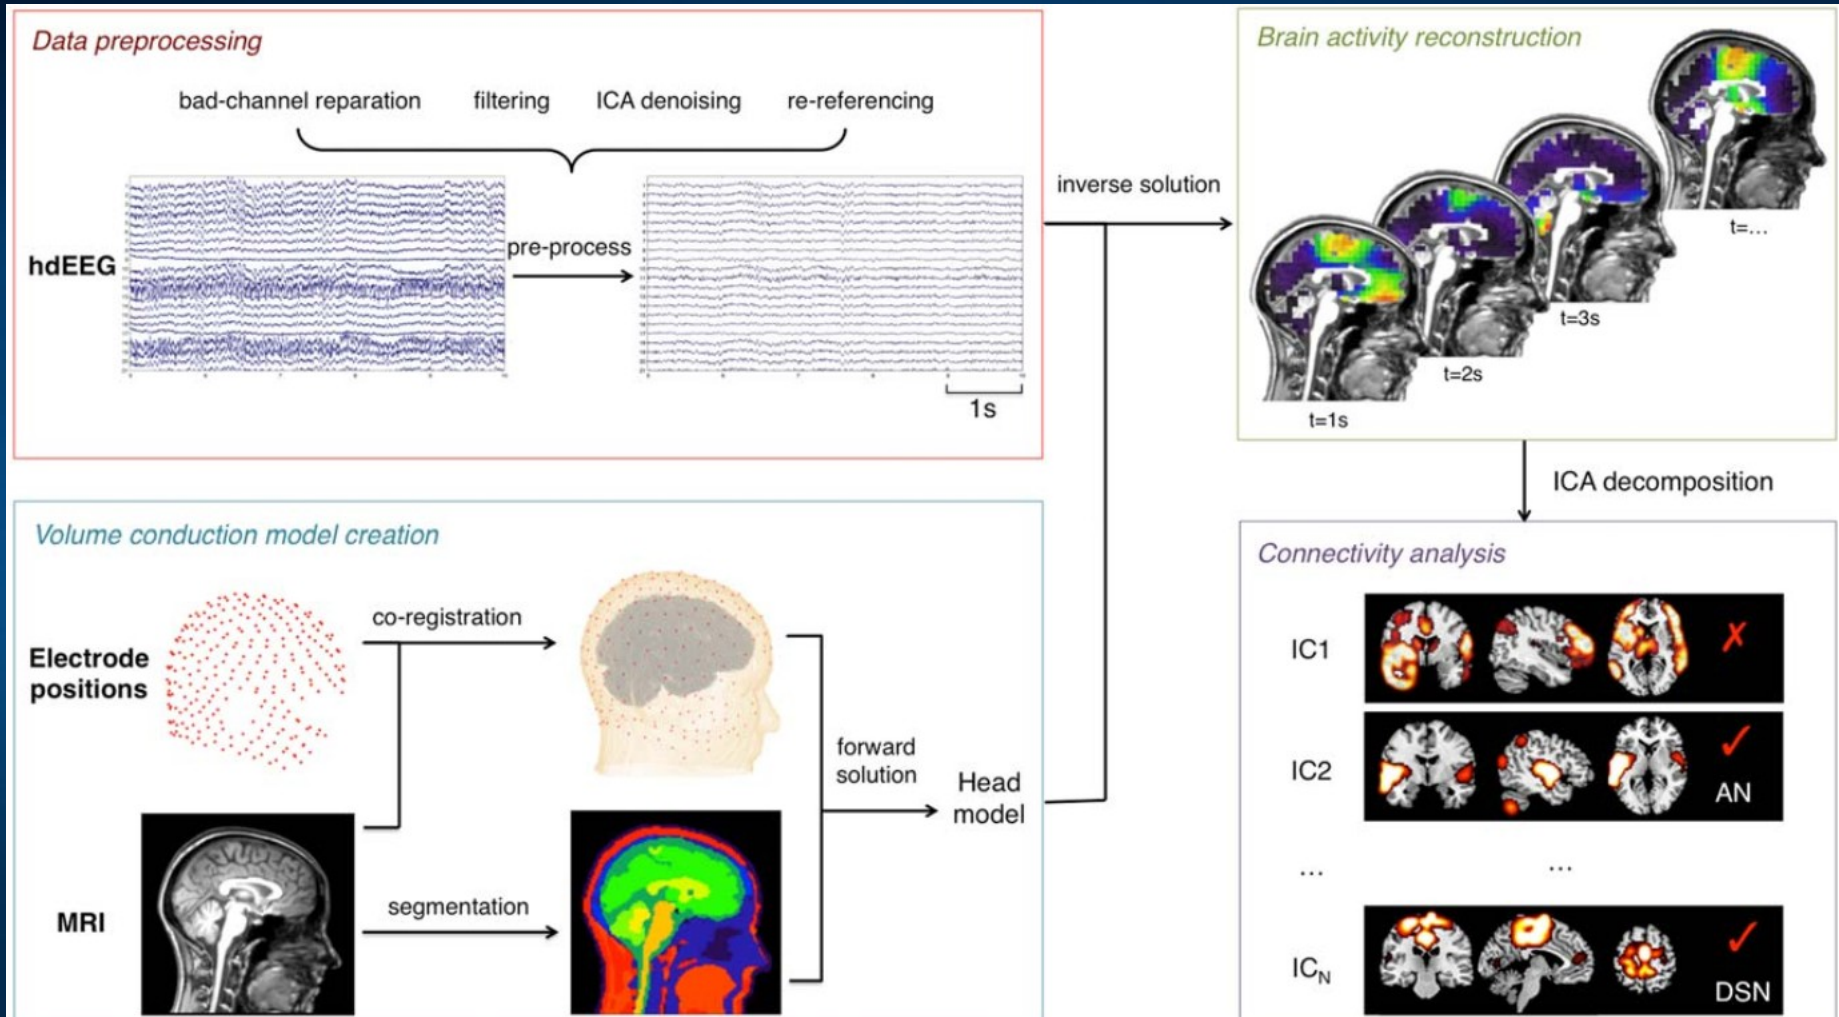 Data preprocessing
bad-channel reparation filtering ICA denoising re-referencing
hdEEG
pre-process
1s
inverse solution
Brain activity reconstruction
t=1s
t=2s
t=3s
t=...
ICA decomposition
Volume conduction model creation
Electrode
positions
co-registration
MRI
segmentation
forward
solution
Head
model
Connectivity analysis
IC1
✗
IC2
✓
AN
...
...
ICN
✓
DSN